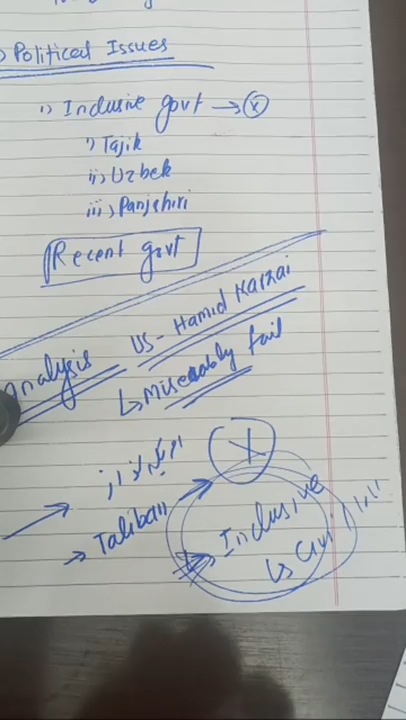 Political Issues
i) Inclusive govt → ⓧ
i) Tajik
ii) Uzbek
iii) Panjshiri
Recent govt
Analysis US - Hamid Karzai
↳ Miserably fail
→ Taliban → X
Inclusive
↳ Civil